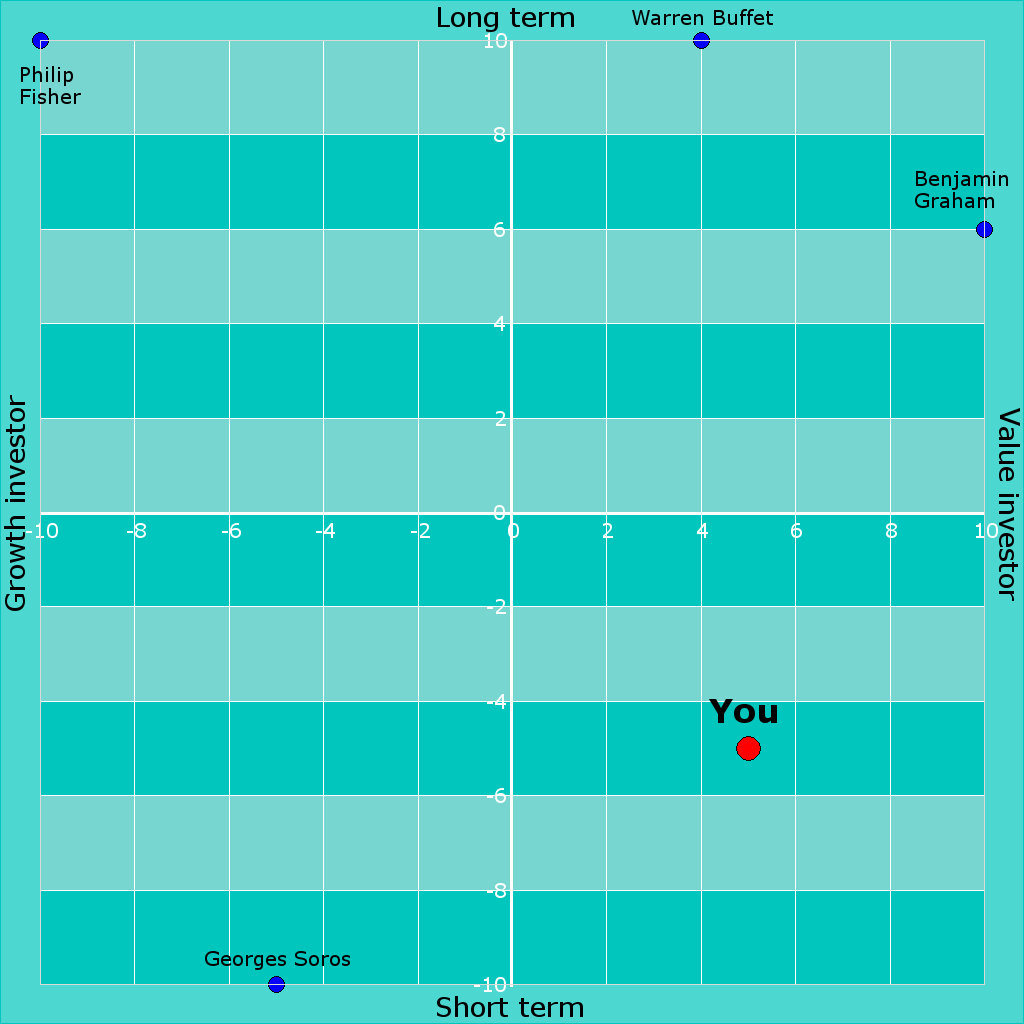 Long term
Warren Buffet
10
Philip
Fisher
8
Benjamin
Graham
6
4
2
Growth investor
Value investor
0
-10
-8
-6
-4
-2
0
2
4
6
8
10
-2
-4
You
-6
-8
Georges Soros
-10
Short term